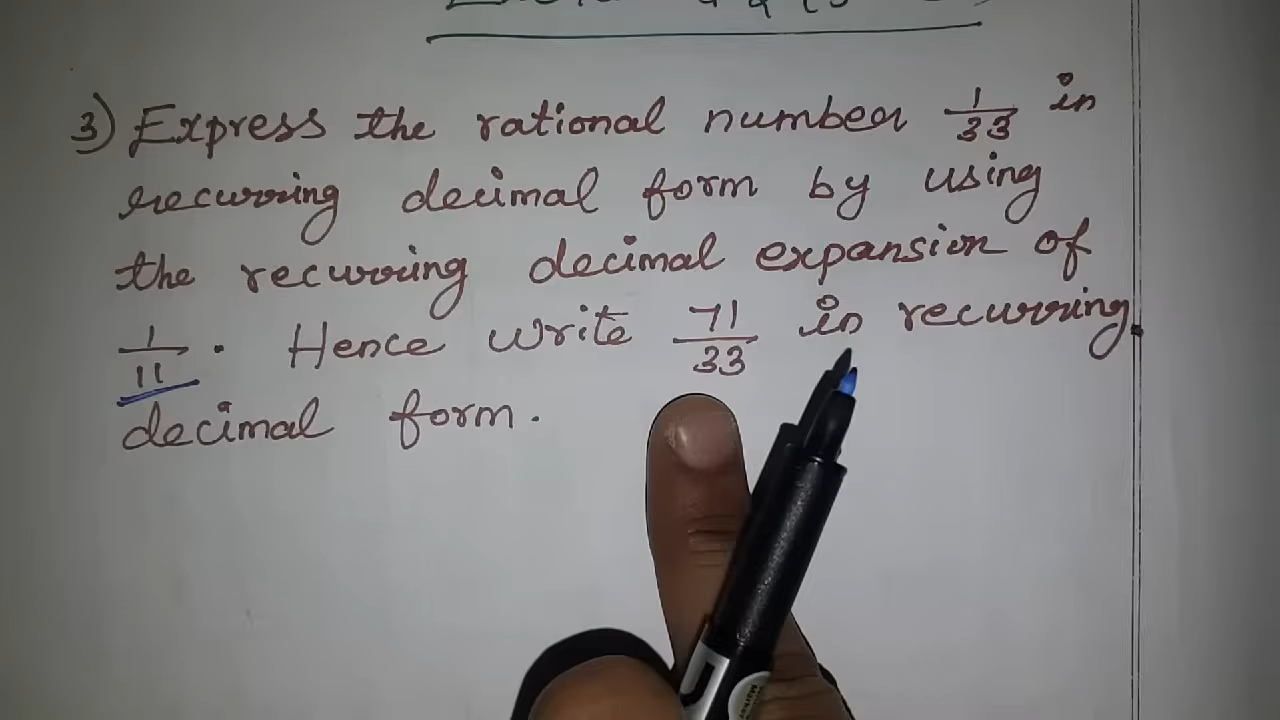 3) Express the rational number 1/33 in
recurring decimal form by using
the recurring decimal expansion of
1/11 . Hence write 71/33 in recurring
decimal form.